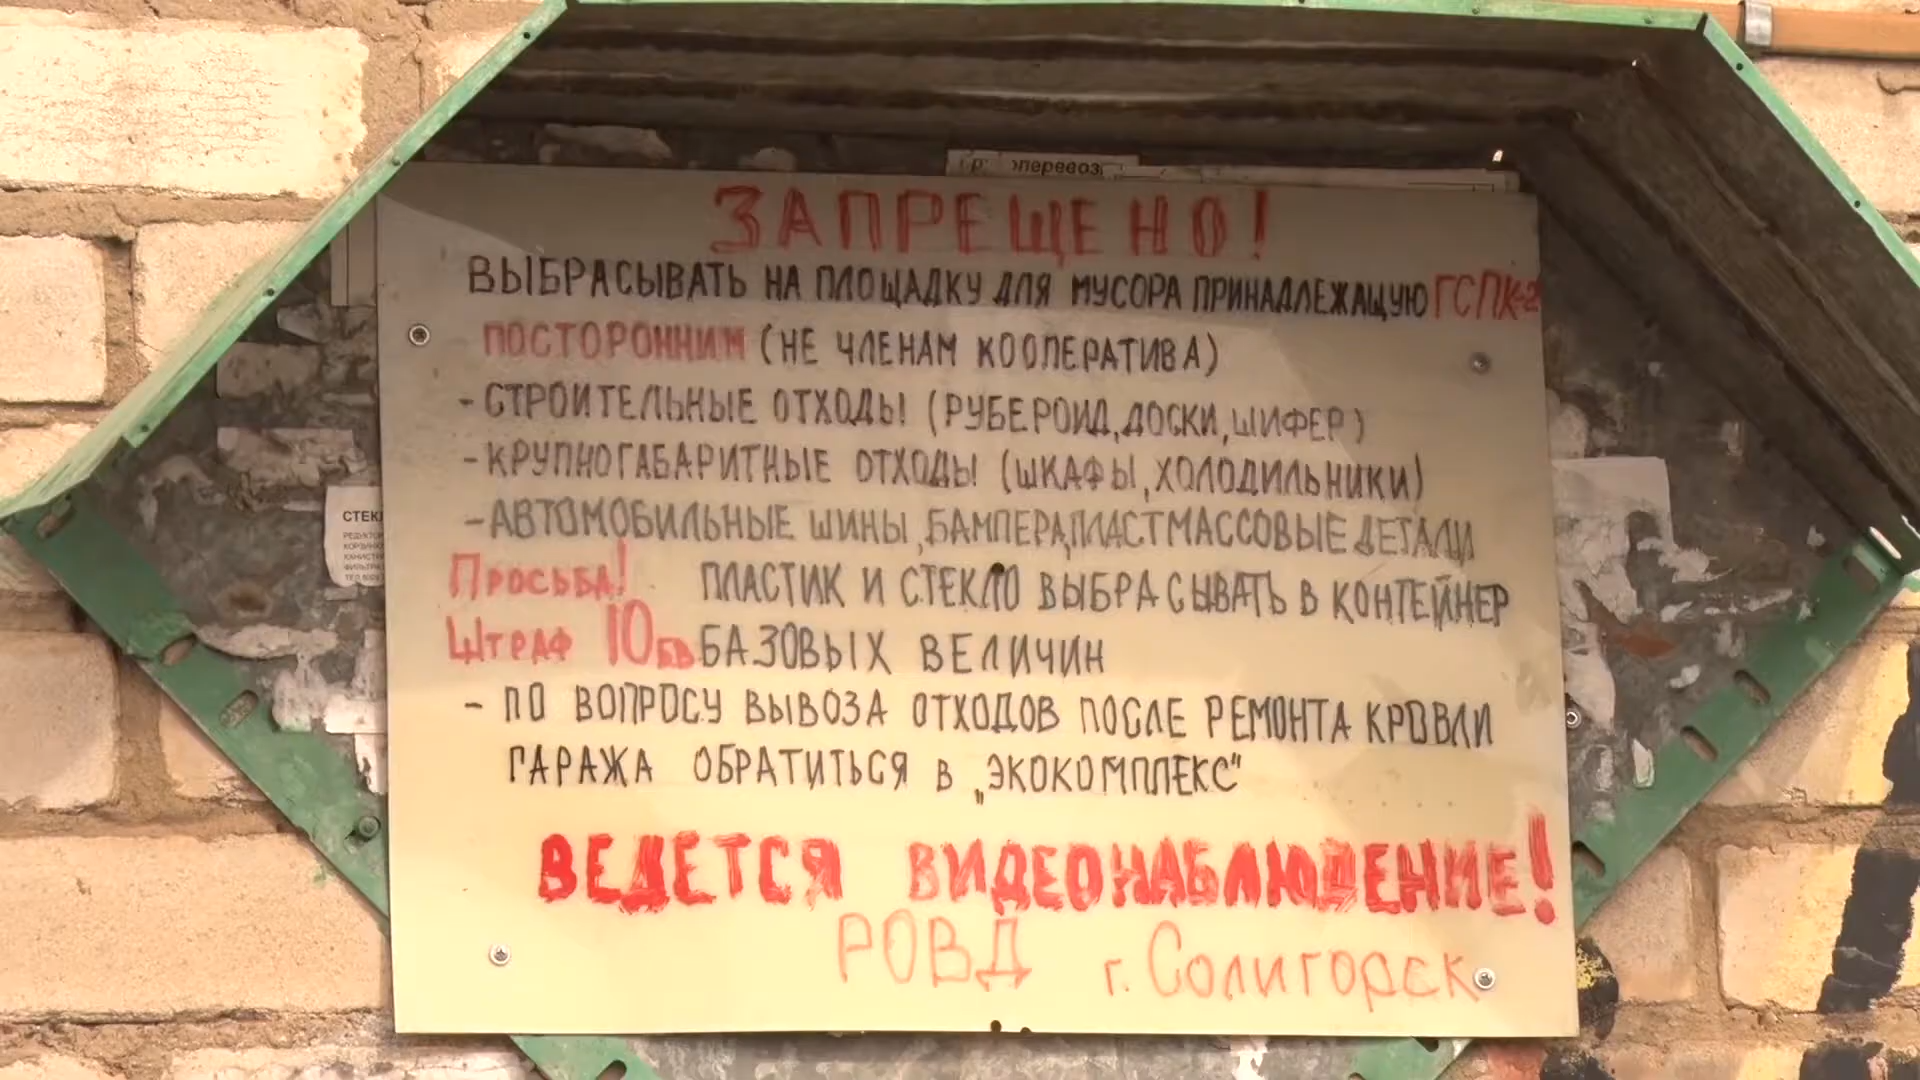 ЗАПРЕЩЕНО!
ВЫБРАСЫВАТЬ НА ПЛОЩАДКУ ДЛЯ МУСОРА ПРИНАДЛЕЖАЩУЮ ГСПК-2
ПОСТОРОННИМ (НЕ ЧЛЕНАМ КООПЕРАТИВА)
- СТРОИТЕЛЬНЫЕ ОТХОДЫ (РУБЕРОИД, ДОСКИ, ШИФЕР)
- КРУПНОГАБАРИТНЫЕ ОТХОДЫ (ШКАФЫ, ХОЛОДИЛЬНИКИ)
- АВТОМОБИЛЬНЫЕ ШИНЫ, БАМПЕРА, ПЛАСТМАССОВЫЕ ДЕТАЛИ
Просьба! ПЛАСТИК И СТЕКЛО ВЫБРАСЫВАТЬ В КОНТЕЙНЕР
Штраф 10 БВ БАЗОВЫХ ВЕЛИЧИН
- ПО ВОПРОСУ ВЫВОЗА ОТХОДОВ ПОСЛЕ РЕМОНТА КРОВЛИ
ГАРАЖА ОБРАТИТЬСЯ В „ЭКОКОМПЛЕКС"
ВЕДЕТСЯ ВИДЕОНАБЛЮДЕНИЕ!
РОВД г. Солигорск